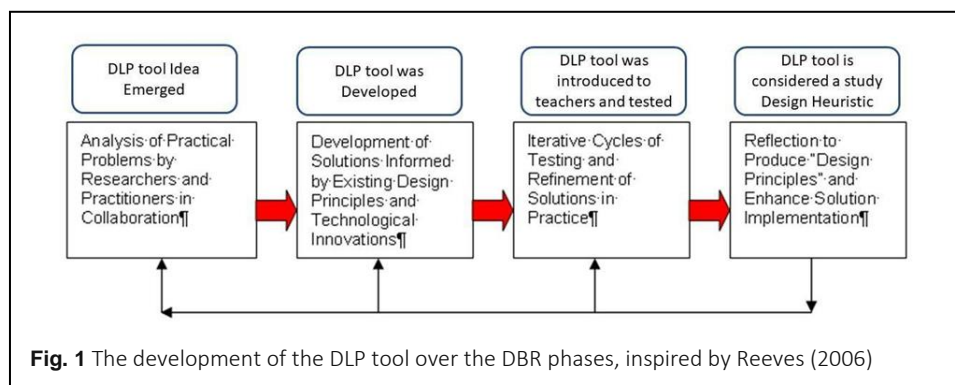 DLP tool Idea
Emerged
DLP tool was
Developed
DLP tool was
introduced to
teachers and tested
DLP tool is
considered a study
Design Heuristic
Analysis·of·Practical·
Problems·by·
Researchers·and·
Practitioners·in·
Collaboration¶
Development·of·
Solutions·Informed·
by·Existing·Design·
Principles·and·
Technological·
Innovations¶
Iterative·Cycles·of·
Testing·and·
Refinement·of·
Solutions·in·
Practice¶
Reflection·to·
Produce·"Design·
Principles"·and·
Enhance·Solution·
Implementation¶
Fig. 1 The development of the DLP tool over the DBR phases, inspired by Reeves (2006)